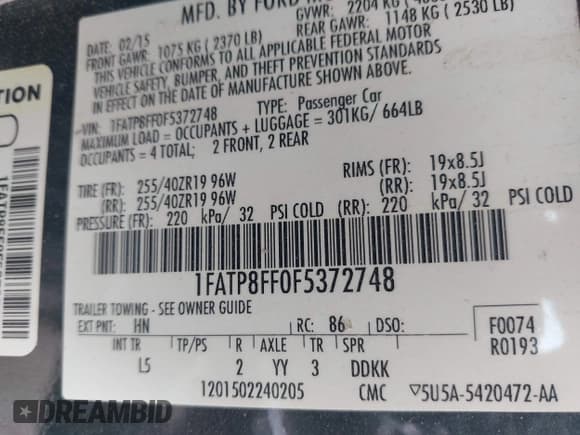 MFD. BY FORD
GVWR: 2204 KG
DATE: 02/15
FRONT GAWR: 1075 KG ( 2370 LB)
REAR GAWR: 1148 KG ( 2530 LB)
THIS VEHICLE CONFORMS TO ALL APPLICABLE FEDERAL MOTOR
VEHICLE SAFETY, BUMPER, AND THEFT PREVENTION STANDARDS
IN EFFECT ON THE DATE OF MANUFACTURE SHOWN ABOVE.
VIN: 1FATP8FF0F5372748 TYPE: Passenger Car
MAXIMUM LOAD = OCCUPANTS + LUGGAGE = 301KG/ 664LB
OCCUPANTS = 4 TOTAL: 2 FRONT, 2 REAR
TIRE (FR): 255/40ZR19 96W RIMS (FR): 19x8.5J
(RR): 255/40ZR19 96W (RR): 19x8.5J
PRESSURE (FR): 220 kPa/ 32 PSI COLD (RR): 220 kPa/ 32 PSI COLD
1FATP8FF0F5372748
TRAILER TOWING - SEE OWNER GUIDE
EXT PNT: HN RC: 86 DSO: F0074
INT TR TP/PS R AXLE TR SPR R0193
L5 2 YY 3 DDKK
1201502240205 CMC ▽5U5A-5420472-AA
TION
DREAMBID